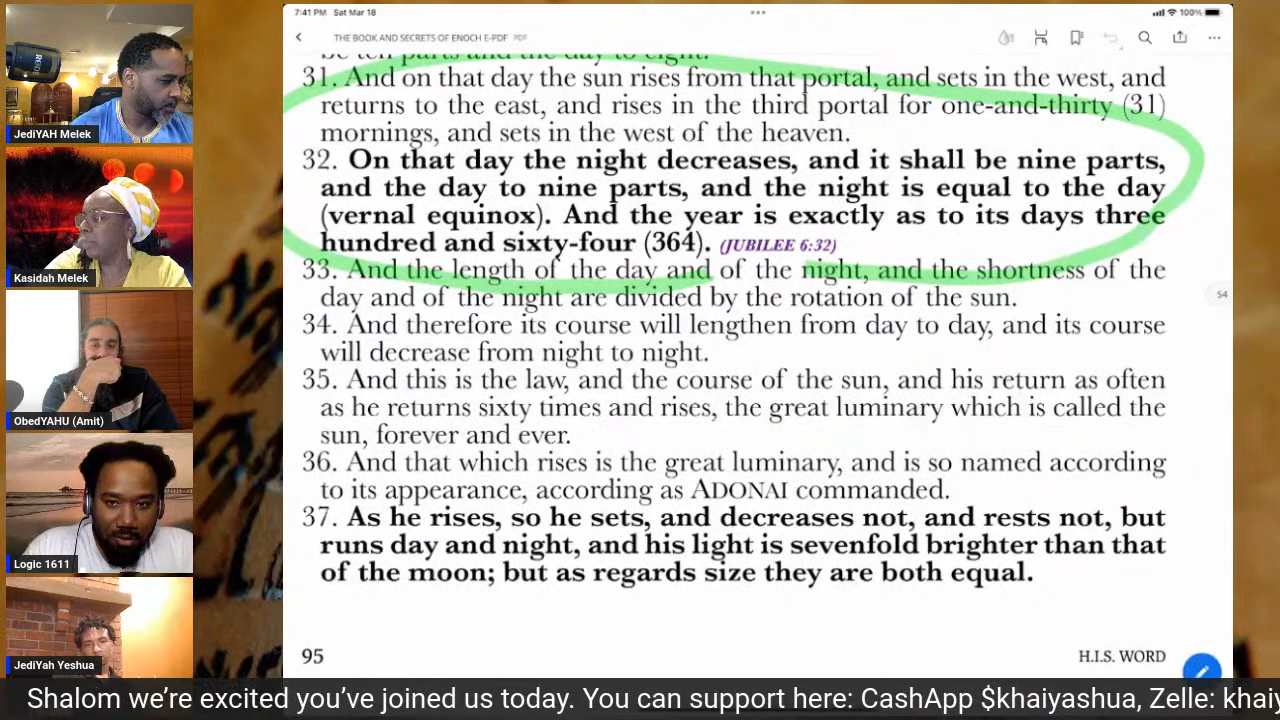 7:41 PM Sat Mar 18
100%
THE BOOK AND SECRETS OF ENOCH E-PDF PDF
be ten parts and the day to eight.
31. And on that day the sun rises from that portal, and sets in the west, and
returns to the east, and rises in the third portal for one-and-thirty (31)
mornings, and sets in the west of the heaven.
32. On that day the night decreases, and it shall be nine parts,
and the day to nine parts, and the night is equal to the day
(vernal equinox). And the year is exactly as to its days three
hundred and sixty-four (364). (JUBILEE 6:32)
33. And the length of the day and of the night, and the shortness of the
day and of the night are divided by the rotation of the sun.
34. And therefore its course will lengthen from day to day, and its course
will decrease from night to night.
35. And this is the law, and the course of the sun, and his return as often
as he returns sixty times and rises, the great luminary which is called the
sun, forever and ever.
36. And that which rises is the great luminary, and is so named according
to its appearance, according as ADONAI commanded.
37. As he rises, so he sets, and decreases not, and rests not, but
runs day and night, and his light is sevenfold brighter than that
of the moon; but as regards size they are both equal.
54
95
H.I.S. WORD
JediYAH Melek
Kasidah Melek
ObedYAHU (Amit)
Logic 1611
JediYah Yeshua
Shalom we're excited you've joined us today. You can support here: CashApp $khaiyashua, Zelle: khaiy